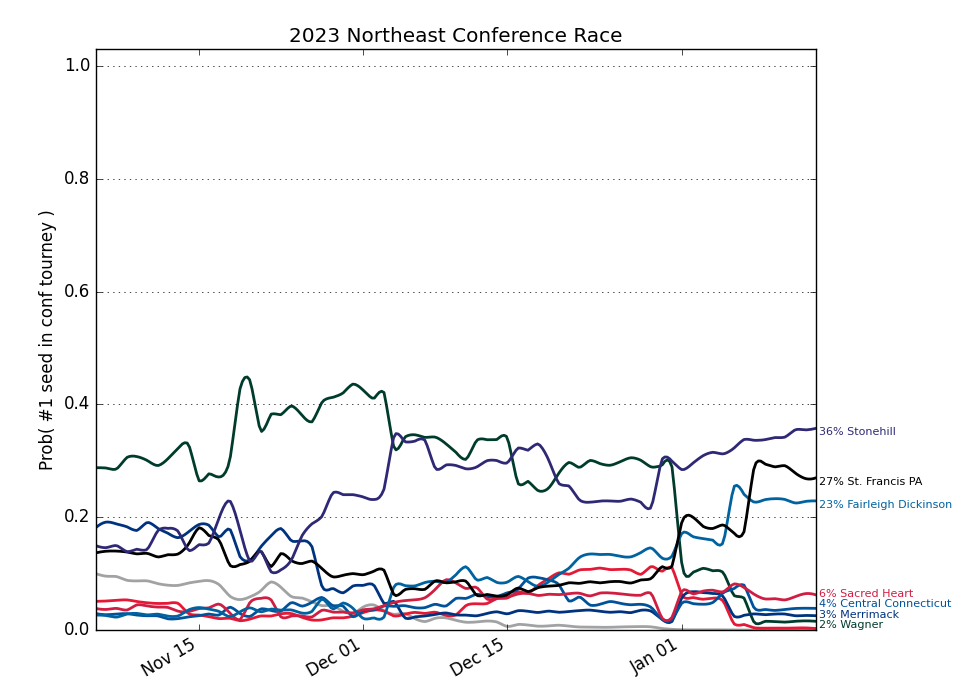 2023 Northeast Conference Race
Prob( #1 seed in conf tourney )
1.0
0.8
0.6
0.4
0.2
0.0
Nov 15
Dec 01
Dec 15
Jan 01
36% Stonehill
27% St. Francis PA
23% Fairleigh Dickinson
6% Sacred Heart
4% Central Connecticut
3% Merrimack
2% Wagner